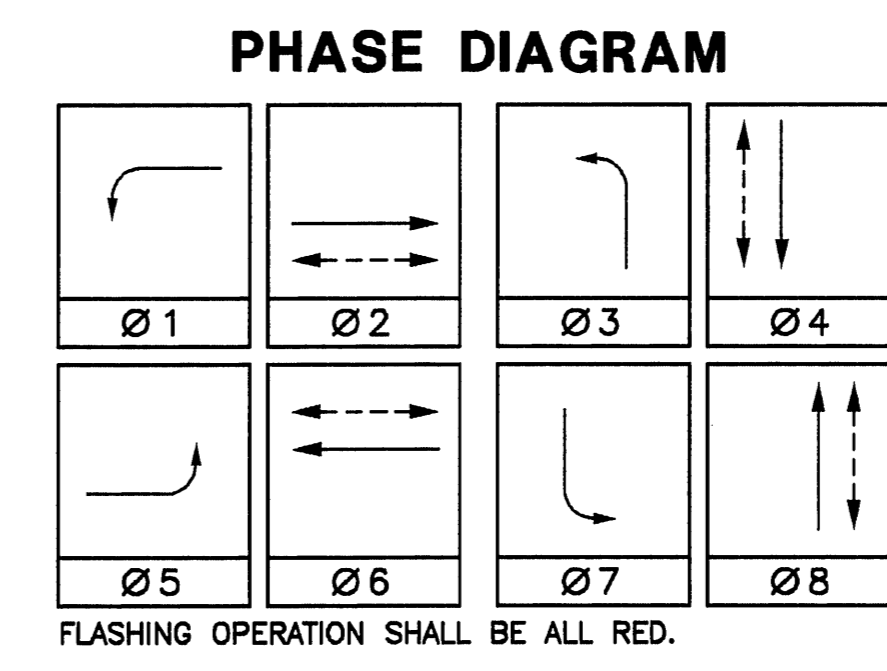 PHASE DIAGRAM
Ø1 Ø2 Ø3 Ø4
Ø5 Ø6 Ø7 Ø8
FLASHING OPERATION SHALL BE ALL RED.